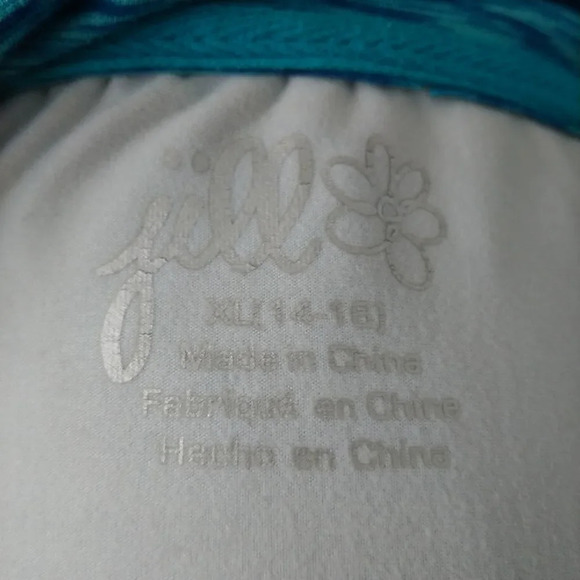 jill
XL(14-16)
Made in China
Fabriqué en Chine
Hecho en China